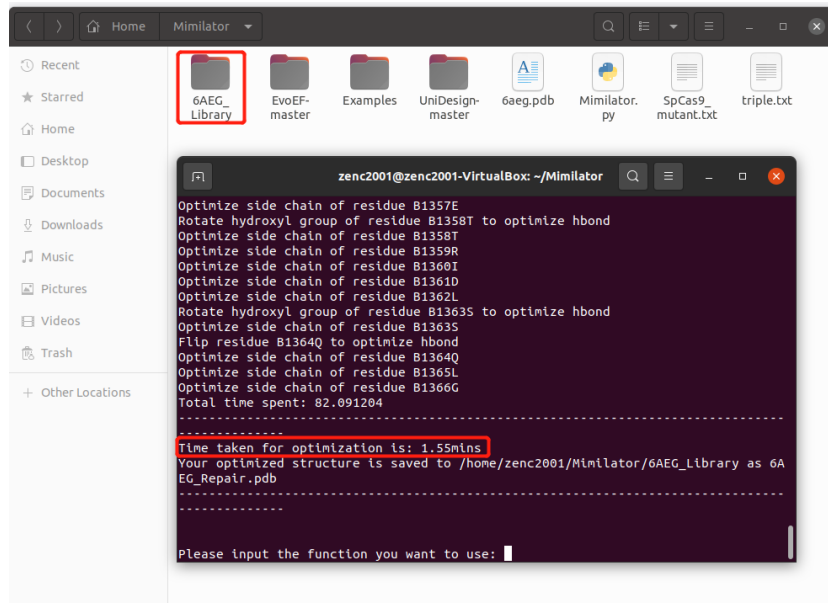 Home
Mimilator
Recent
Starred
Home
Desktop
Documents
Downloads
Music
Pictures
Videos
Trash
Other Locations
6AEG_
Library
EvoEF-
master
Examples
UniDesign-
master
6aeg.pdb
Mimilator.
py
SpCas9_
mutant.txt
triple.txt
zenc2001@zenc2001-VirtualBox: ~/Mimilator
Optimize side chain of residue B1357E
Rotate hydroxyl group of residue B1358T to optimize hbond
Optimize side chain of residue B1358T
Optimize side chain of residue B1359R
Optimize side chain of residue B1360I
Optimize side chain of residue B1361D
Optimize side chain of residue B1362L
Rotate hydroxyl group of residue B1363S to optimize hbond
Optimize side chain of residue B1363S
Flip residue B1364Q to optimize hbond
Optimize side chain of residue B1364Q
Optimize side chain of residue B1365L
Optimize side chain of residue B1366G
Total time spent: 82.091204
--------------------------------------------------------------------------------
--------------
Time taken for optimization is: 1.55mins
Your optimized structure is saved to /home/zenc2001/Mimilator/6AEG_Library as 6A
EG_Repair.pdb
--------------------------------------------------------------------------------
--------------
Please input the function you want to use: